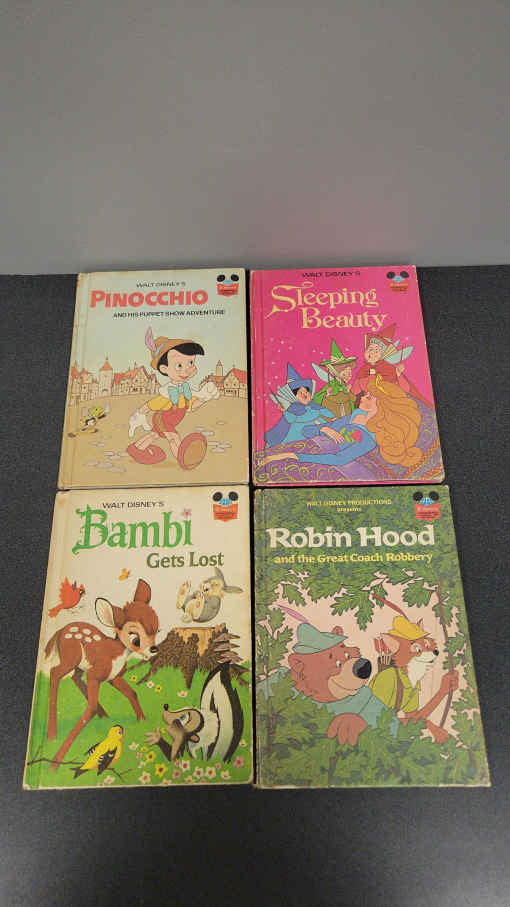 WALT DISNEY'S
PINOCCHIO
AND HIS PUPPET SHOW ADVENTURE
WALT DISNEY'S
Sleeping
Beauty
WALT DISNEY'S
Bambi
Gets Lost
WALT DISNEY PRODUCTIONS
presents
Robin Hood
and the Great Coach Robbery